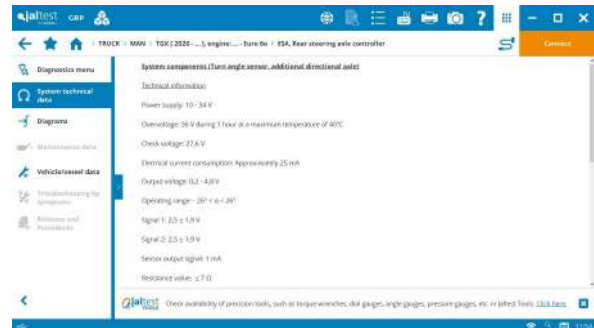 jaltest GRP
TRUCK > MAN > TGX ( 2020 - ... ), engine: ... - Euro 6e > ESA, Rear steering axle controller
Connect
Diagnostics menu
System technical data
Diagrams
Maintenance data
Vehicle/vessel data
Troubleshooting by symptoms
Releases and Procedures
System components (Turn angle sensor, additional directional axle)
Technical information
Power supply: 10 - 34 V
Overvoltage: 36 V during 1 hour at a maximum temperature of 40ºC
Check voltage: 27,6 V
Electrical current consumption: Approximately 25 mA
Output voltage: 0,2 - 4,8 V
Operating range: - 26º < α < 26º
Signal 1: 2,5 ± 1,9 V
Signal 2: 2,5 ± 1,9 V
Sensor output signal: 1 mA
Resistance value: ≤ 7 Ω
jaltest TOOLS Check availability of precision tools, such as torque wrenches, dial gauges, angle gauges, pressure gauges, etc. in Jaltest Tools. Click here.